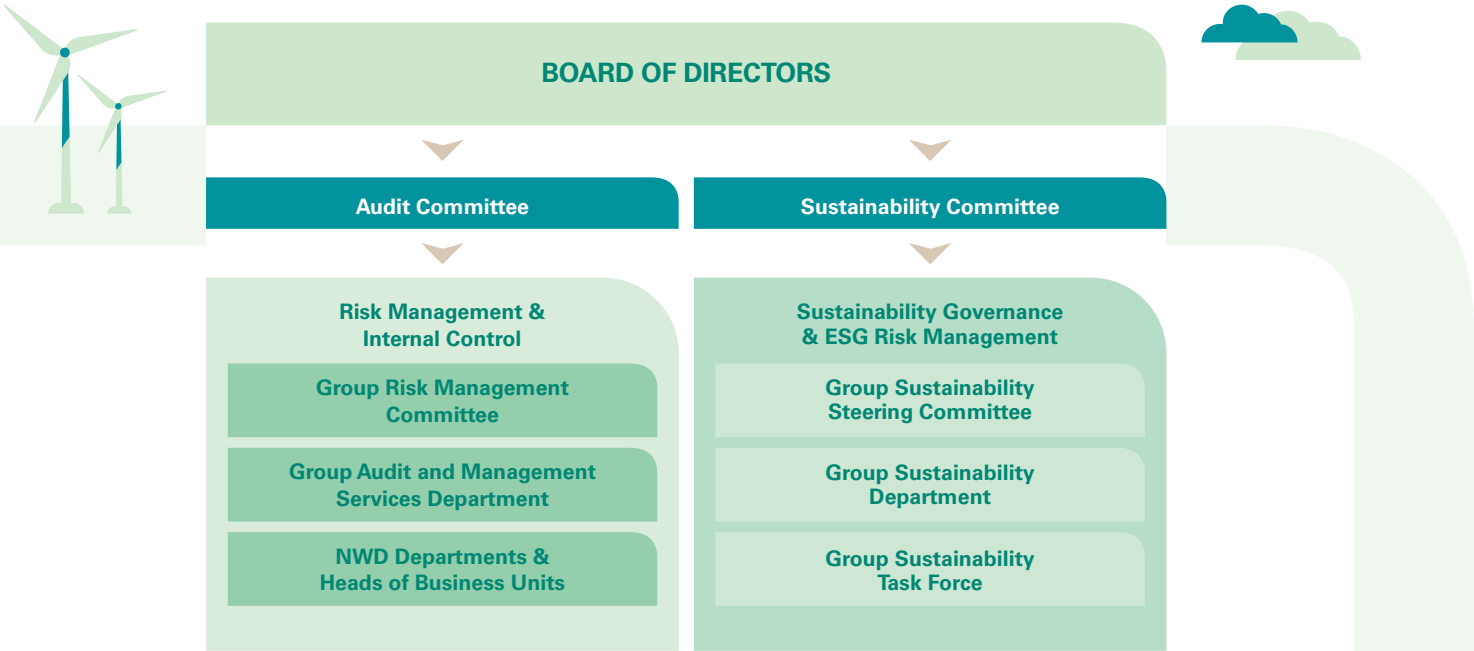 BOARD OF DIRECTORS
Audit Committee
Sustainability Committee
Risk Management &
Internal Control
Group Risk Management
Committee
Group Audit and Management
Services Department
NWD Departments &
Heads of Business Units
Sustainability Governance
& ESG Risk Management
Group Sustainability
Steering Committee
Group Sustainability
Department
Group Sustainability
Task Force